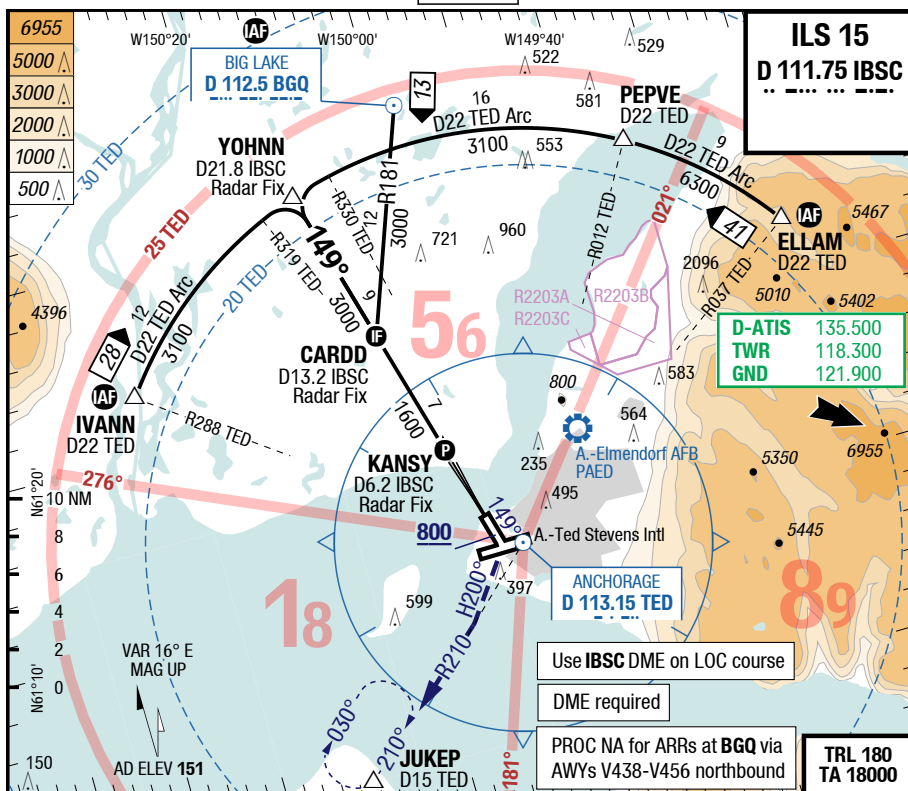 6955
5000
3000
2000
1000
500
W150°20'
W150°00'
W149°40'
IAF
BIG LAKE
D 112.5 BGQ
13
522
529
581
ILS 15
D 111.75 IBSC
PEPVE
D22 TED
16
D22 TED Arc
3100
553
9
D22 TED Arc
6300
YOHNN
D21.8 IBSC
Radar Fix
30 TED
25 TED
20 TED
R181
12
3000
R330 TED
R319 TED
149°
3000
9
721
960
R012 TED
021°
41
IAF
ELLAM
D22 TED
5467
2096
R037 TED
5010
5402
R2203A
R2203B
R2203C
56
4396
12
D22 TED Arc
3100
28
IAF
IVANN
D22 TED
R288 TED
IF
CARDD
D13.2 IBSC
Radar Fix
D-ATIS 135.500
TWR 118.300
GND 121.900
583
800
564
7
1600
P
KANSY
D6.2 IBSC
Radar Fix
235
A.-Elmendorf AFB
PAED
6955
5350
276°
N61°20'
10 NM
8
6
4
2
0
N61°10'
495
149°
800
A.-Ted Stevens Intl
5445
397
ANCHORAGE
D 113.15 TED
89
18
599
H200°
R210
Use IBSC DME on LOC course
VAR 16° E
MAG UP
DME required
030°
210°
JUKEP
D15 TED
181°
PROC NA for ARRs at BGQ via
AWYs V438-V456 northbound
TRL 180
TA 18000
150
AD ELEV 151